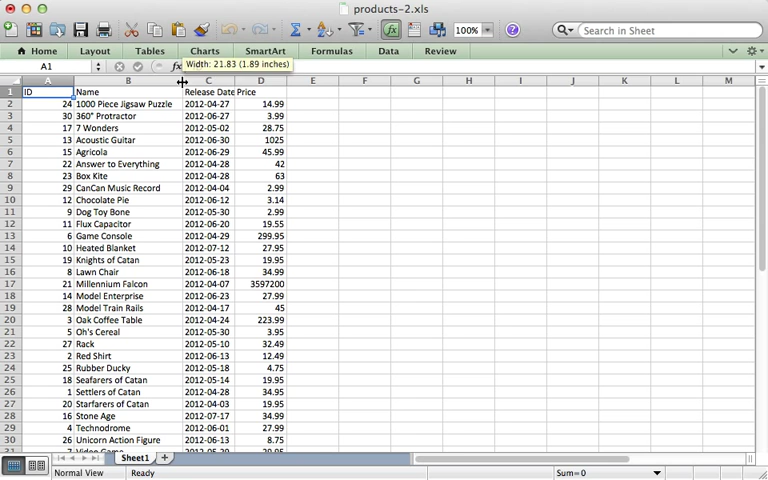 products-2.xls
100%
Search in Sheet
Home Layout Tables Charts SmartArt Formulas Data Review
A1 fx Width: 21.83 (1.89 inches)
A B C D E F G H I J K L M
1 ID Name Release Date Price
2 24 1000 Piece Jigsaw Puzzle 2012-04-27 14.99
3 30 360° Protractor 2012-06-27 3.99
4 17 7 Wonders 2012-05-02 28.75
5 13 Acoustic Guitar 2012-06-30 1025
6 15 Agricola 2012-06-29 45.99
7 22 Answer to Everything 2012-04-28 42
8 23 Box Kite 2012-04-28 63
9 29 CanCan Music Record 2012-04-04 2.99
10 12 Chocolate Pie 2012-06-12 3.14
11 9 Dog Toy Bone 2012-05-30 2.99
12 11 Flux Capacitor 2012-06-20 19.55
13 6 Game Console 2012-04-29 299.95
14 10 Heated Blanket 2012-07-12 27.95
15 19 Knights of Catan 2012-05-23 19.95
16 8 Lawn Chair 2012-06-18 34.99
17 21 Millennium Falcon 2012-04-07 3597200
18 14 Model Enterprise 2012-06-23 27.99
19 28 Model Train Rails 2012-04-17 45
20 3 Oak Coffee Table 2012-04-24 223.99
21 5 Oh's Cereal 2012-05-30 3.95
22 27 Rack 2012-05-10 32.49
23 2 Red Shirt 2012-06-13 12.49
24 25 Rubber Ducky 2012-05-18 4.75
25 18 Seafarers of Catan 2012-05-14 19.95
26 1 Settlers of Catan 2012-04-28 34.95
27 20 Starfarers of Catan 2012-04-03 19.95
28 16 Stone Age 2012-07-17 34.99
29 4 Technodrome 2012-06-01 27.99
30 26 Unicorn Action Figure 2012-06-13 8.75
Sheet1
Normal View Ready Sum=0